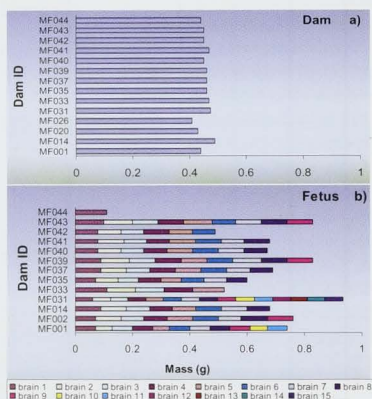 Dam a)
Dam ID
MF044
MF043
MF042
MF041
MF040
MF039
MF037
MF035
MF033
MF031
MF026
MF020
MF014
MF001
0 0.2 0.4 0.6 0.8 1
Fetus b)
Dam ID
MF044
MF043
MF042
MF041
MF040
MF039
MF037
MF035
MF033
MF031
MF014
MF002
MF001
0 0.2 0.4 0.6 0.8 1
Mass (g)
brain 1 brain 2 brain 3 brain 4 brain 5 brain 6 brain 7 brain 8
brain 9 brain 10 brain 11 brain 12 brain 13 brain 14 brain 15